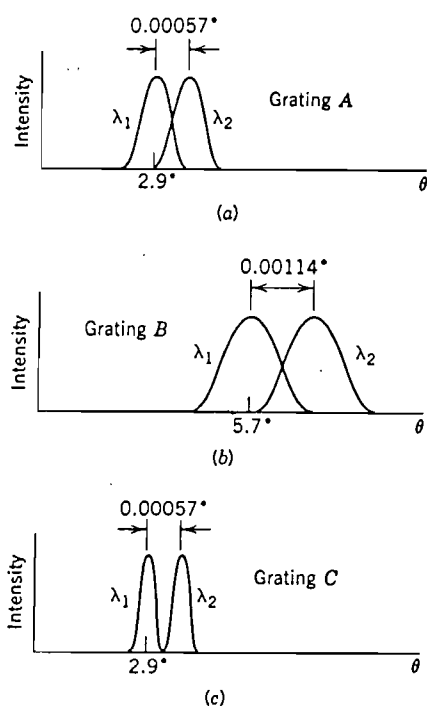 0.00057°
Intensity
λ₁
λ₂
Grating A
2.9°
θ
(a)
0.00114°
Intensity
Grating B
λ₁
λ₂
5.7°
θ
(b)
0.00057°
Intensity
λ₁
λ₂
Grating C
2.9°
θ
(c)